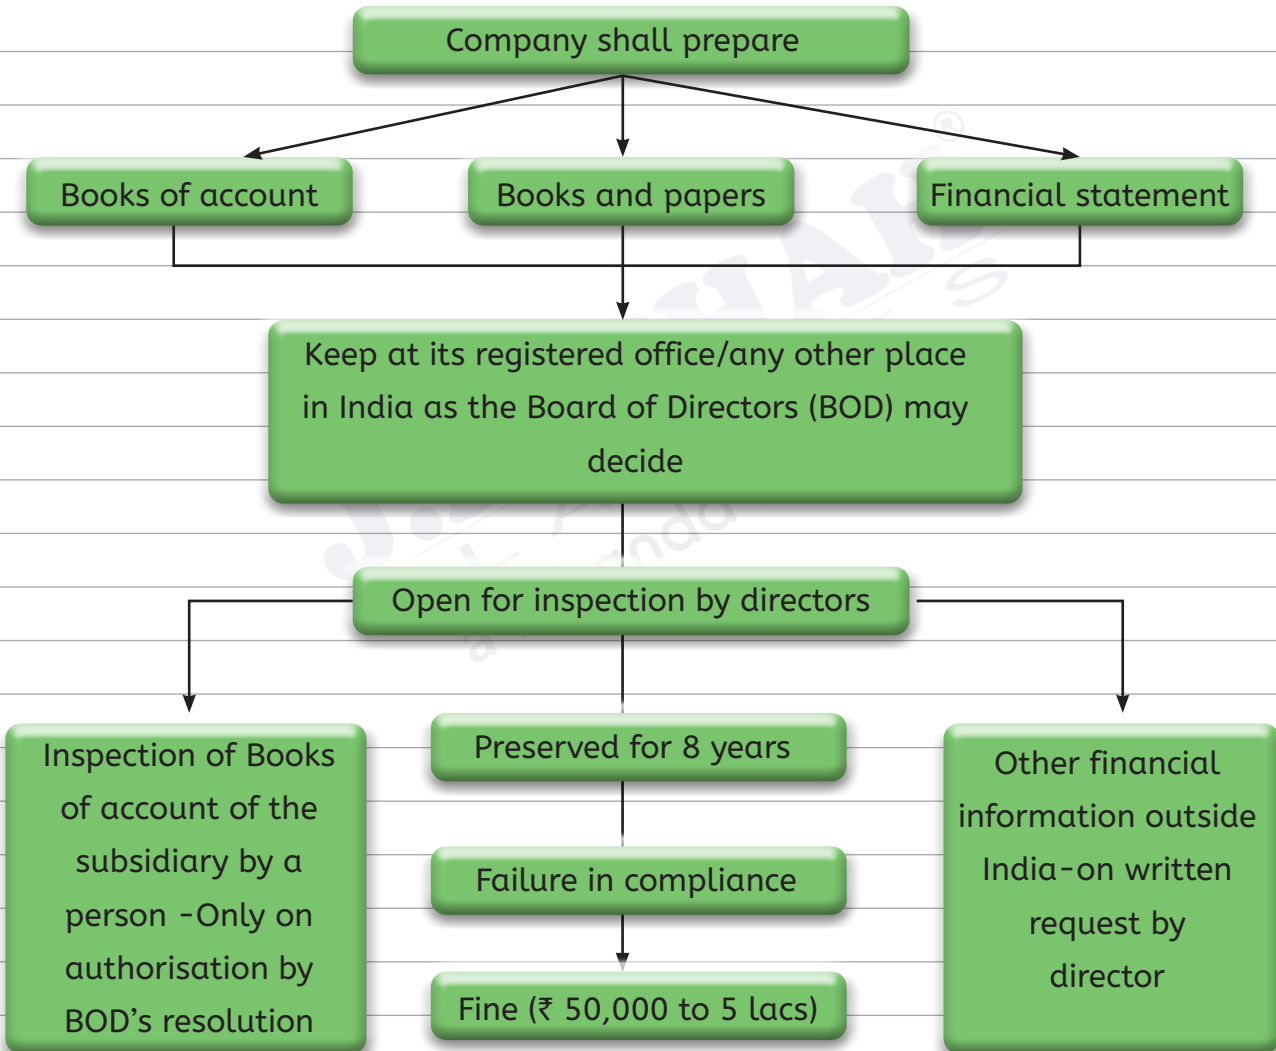 Company shall prepare
Books of account
Books and papers
Financial statement
Keep at its registered office/any other place
in India as the Board of Directors (BOD) may
decide
Open for inspection by directors
Inspection of Books
of account of the
subsidiary by a
person -Only on
authorisation by
BOD’s resolution
Preserved for 8 years
Failure in compliance
Fine (₹ 50,000 to 5 lacs)
Other financial
information outside
India-on written
request by
director